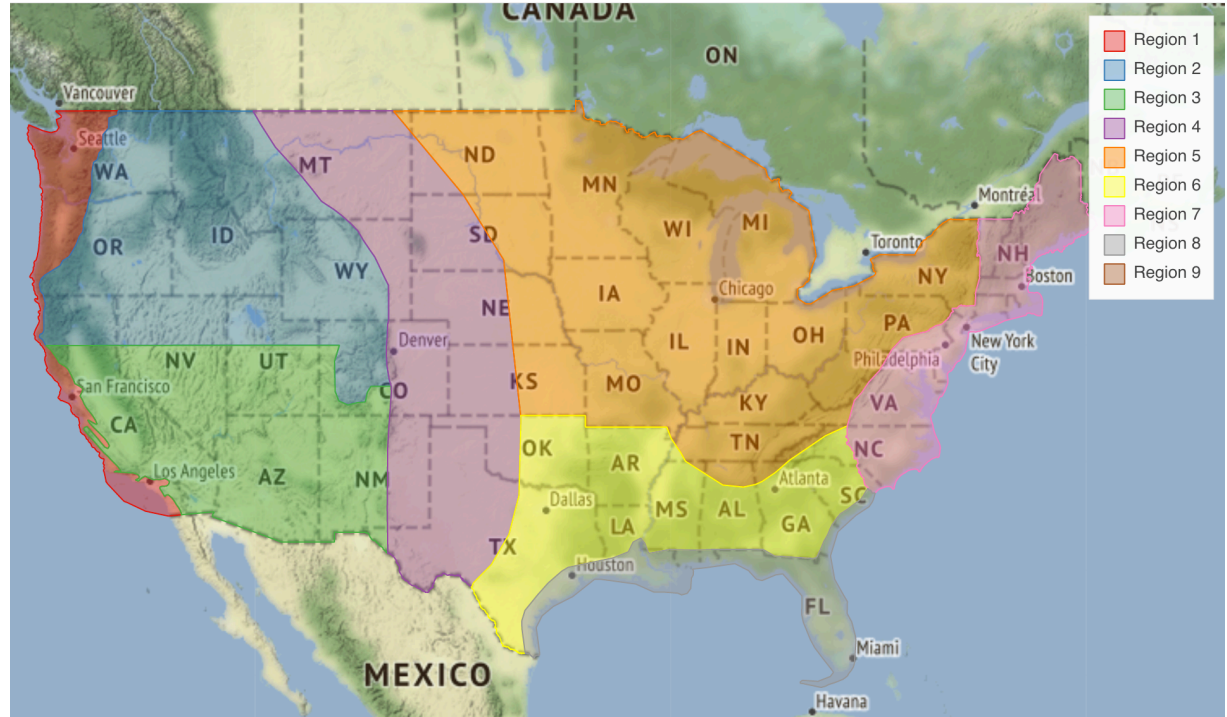 CANADA
ON
Vancouver
Seattle
WA
MT
ND
MN
OR
ID
WY
SD
WI
MI
Montréal
Toronto
NH
Boston
NY
NE
IA
Chicago
NV
UT
Denver
IL
IN
OH
PA
Philadelphia
New York
City
San Francisco
CA
CO
KS
MO
KY
VA
Los Angeles
AZ
NM
OK
AR
TN
NC
Dallas
Atlanta
MS
AL
GA
SC
LA
TX
Houston
FL
Miami
MEXICO
Havana
Region 1
Region 2
Region 3
Region 4
Region 5
Region 6
Region 7
Region 8
Region 9